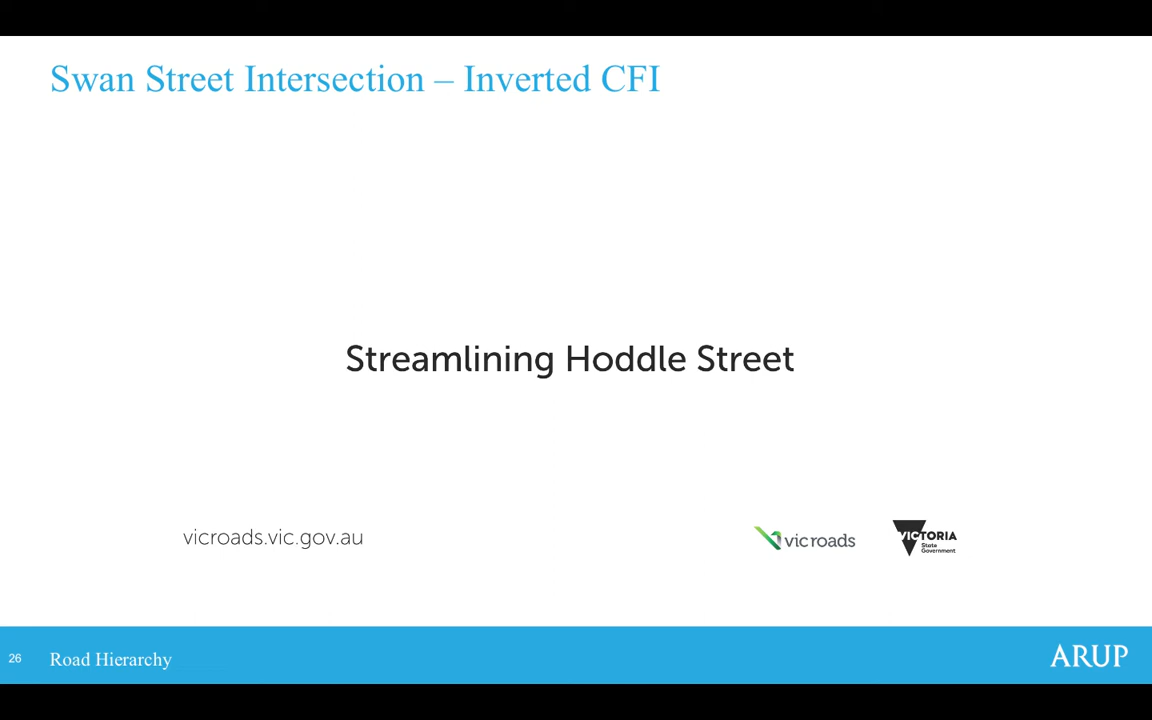 Swan Street Intersection – Inverted CFI
Streamlining Hoddle Street
vicroads.vic.gov.au
vicroads
VICTORIA
State
Government
26
Road Hierarchy
ARUP